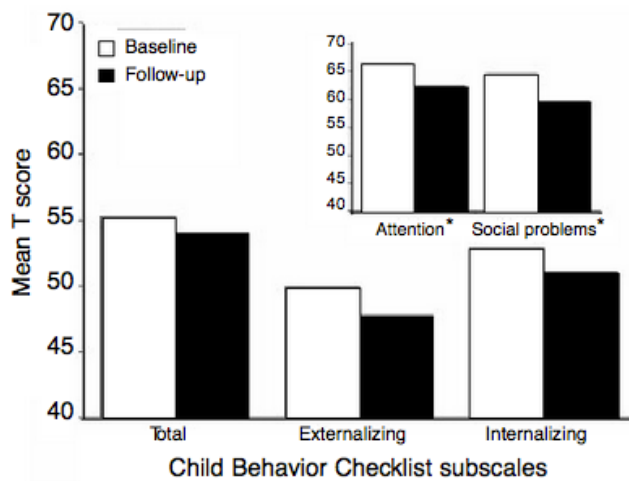 70
65
60
55
50
45
40
Mean T score
Baseline
Follow-up
70
65
60
55
50
45
40
Attention* Social problems*
Total Externalizing Internalizing
Child Behavior Checklist subscales